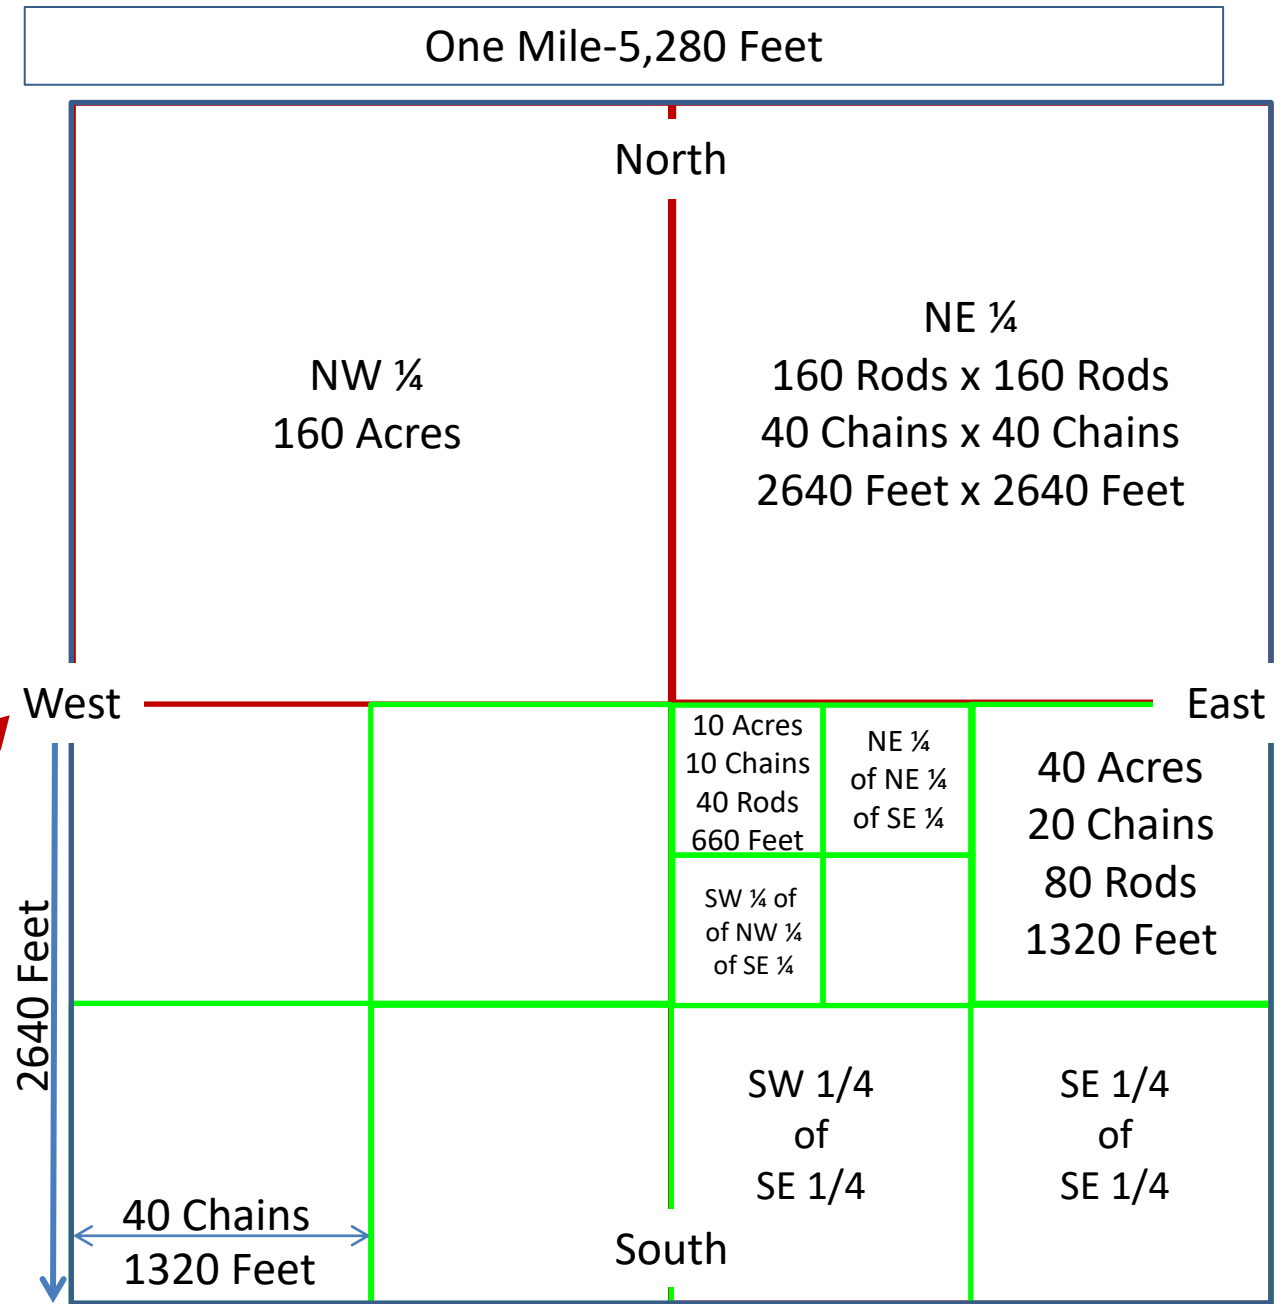 One Mile-5,280 Feet
North
NW ¼
160 Acres
NE ¼
160 Rods x 160 Rods
40 Chains x 40 Chains
2640 Feet x 2640 Feet
West
East
10 Acres
10 Chains
40 Rods
660 Feet
NE ¼
of NE ¼
of SE ¼
40 Acres
20 Chains
80 Rods
1320 Feet
SW ¼ of
of NW ¼
of SE ¼
2640 Feet
SW 1/4
of
SE 1/4
SE 1/4
of
SE 1/4
40 Chains
1320 Feet
South